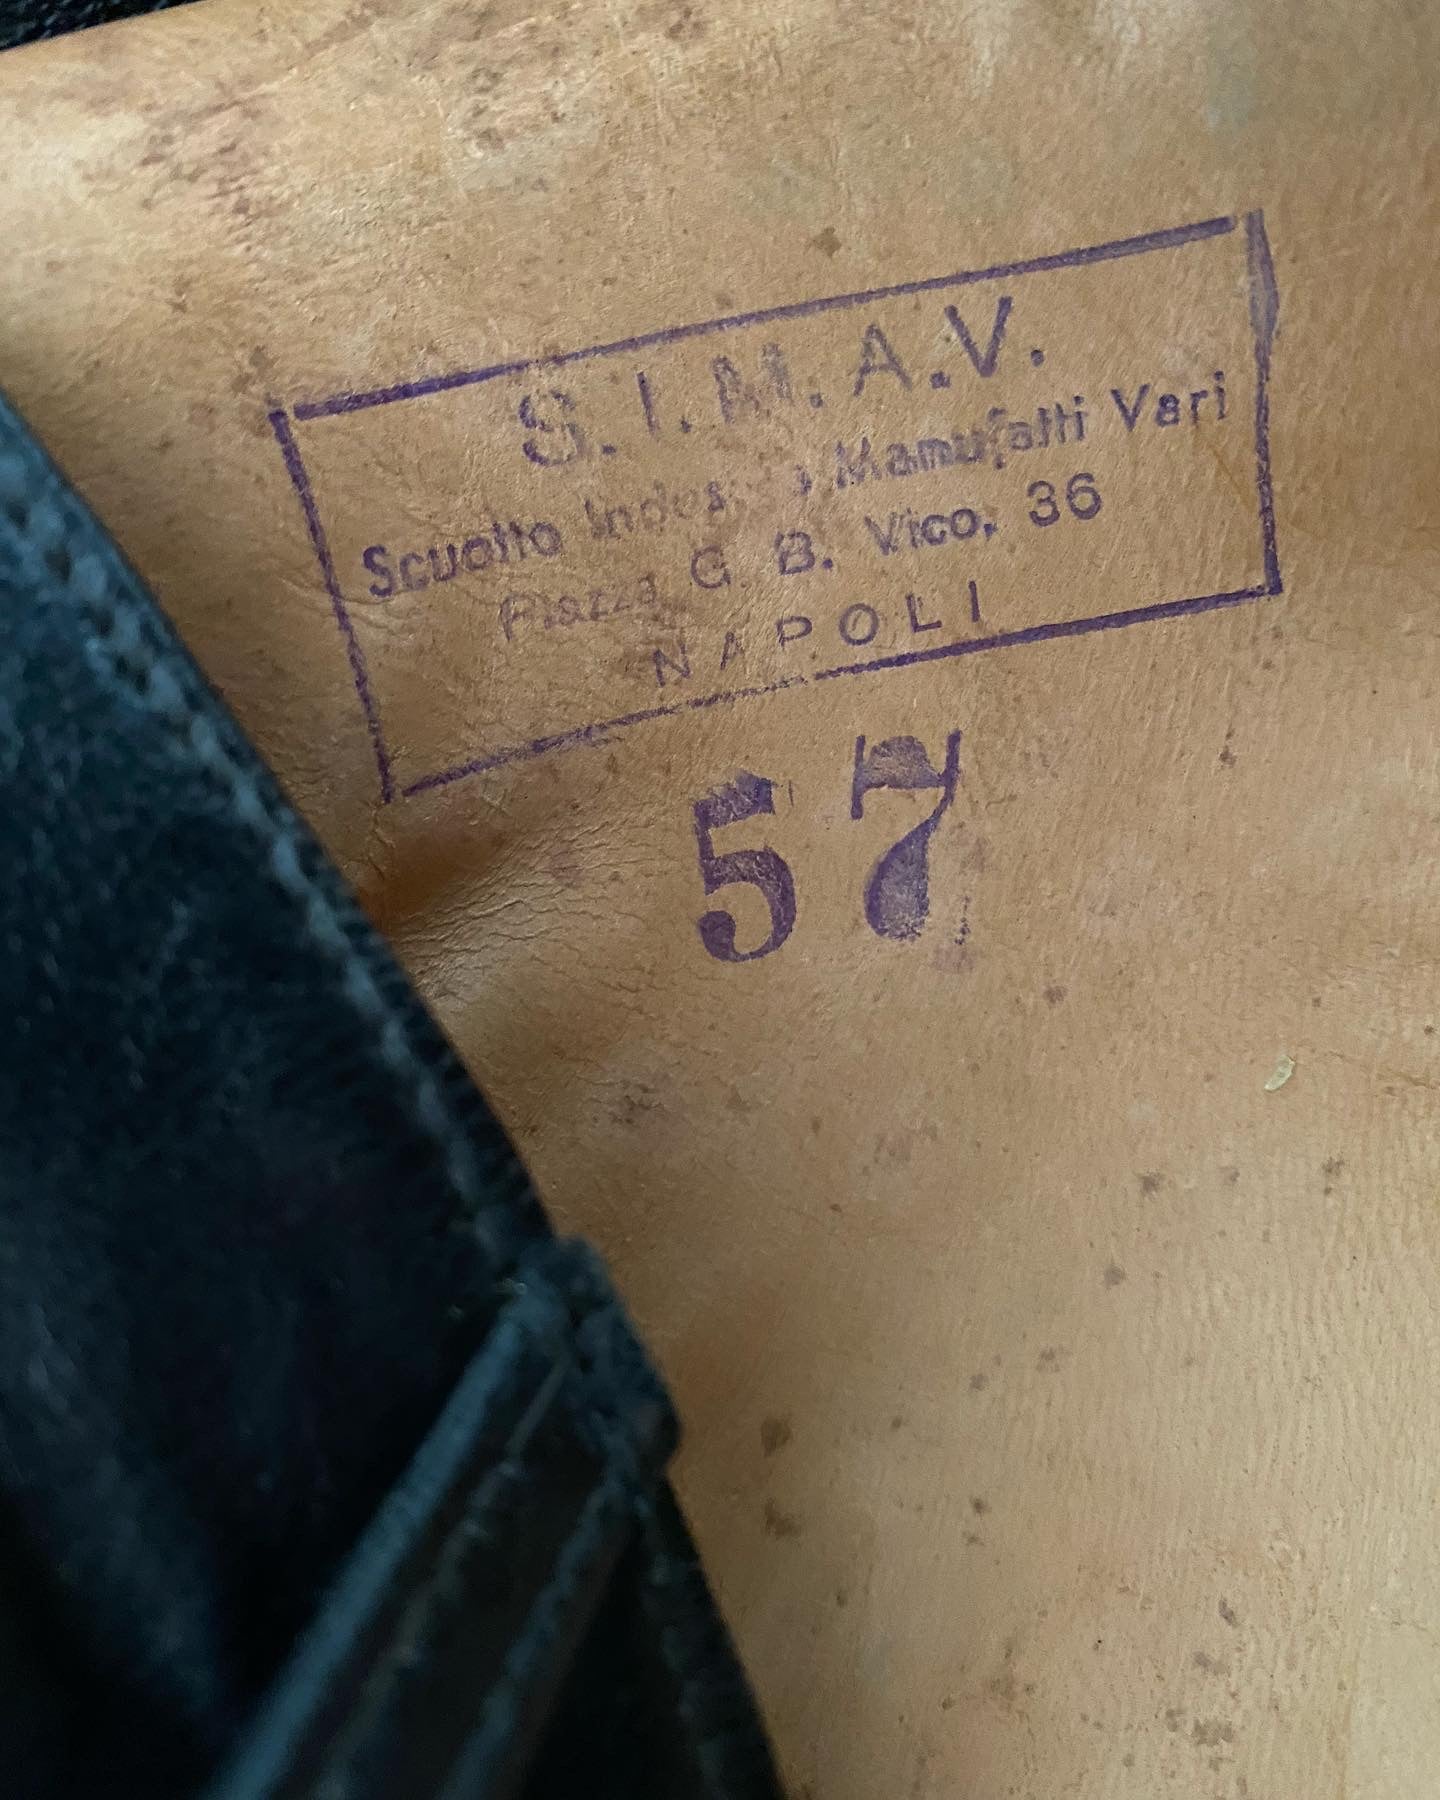 S. I. M. A. V.
Scuotto Manufatti Vari
Piazza G. B. Vico, 36
NAPOLI
57